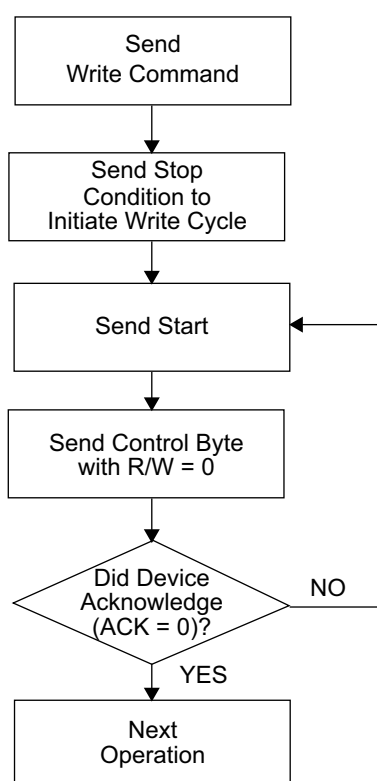 Send
Write Command
Send Stop
Condition to
Initiate Write Cycle
Send Start
Send Control Byte
with R/W = 0
Did Device
Acknowledge
(ACK = 0)?
NO
YES
Next
Operation